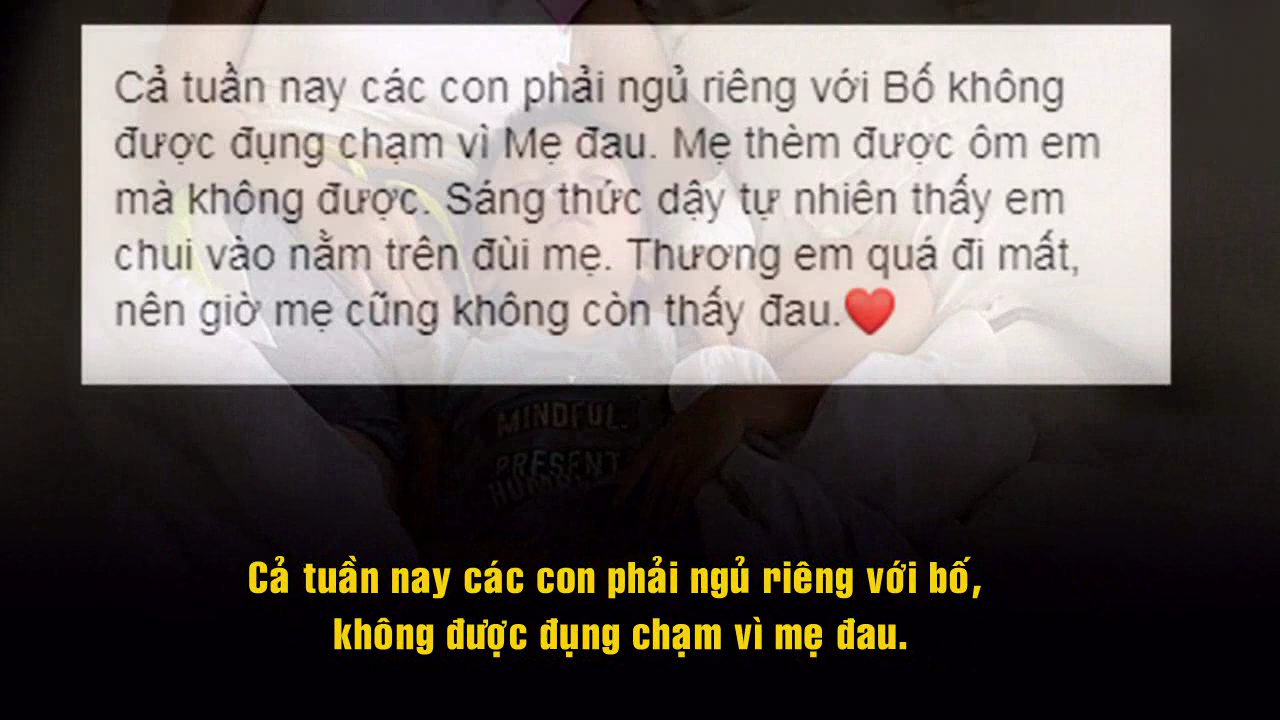 Cả tuần nay các con phải ngủ riêng với Bố không
được đụng chạm vì Mẹ đau. Mẹ thèm được ôm em
mà không được. Sáng thức dậy tự nhiên thấy em
chui vào nằm trên đùi mẹ. Thương em quá đi mất,
nên giờ mẹ cũng không còn thấy đau.❤️
MINDFUL.
PRESENT
Cả tuần nay các con phải ngủ riêng với bố,
không được đụng chạm vì mẹ đau.